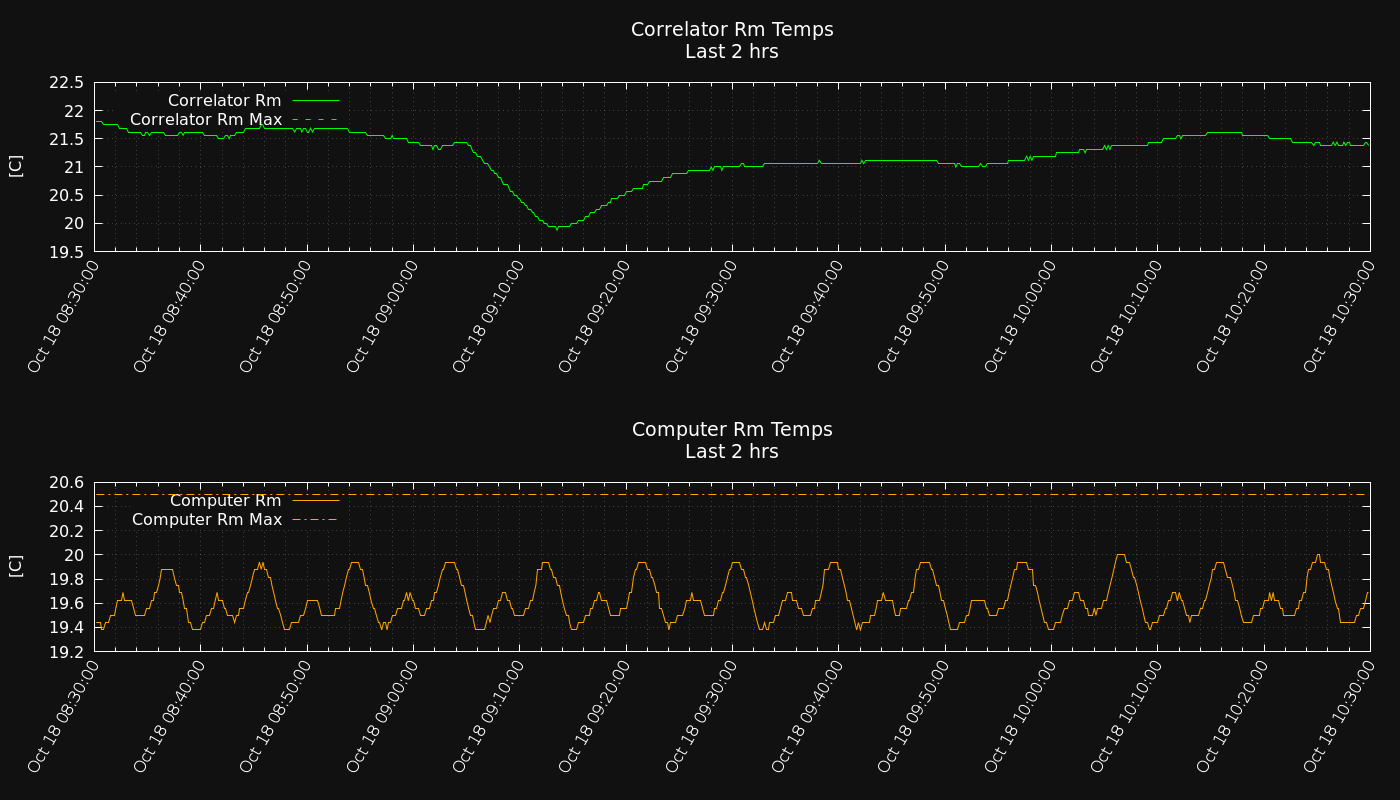 Correlator Rm Temps
Last 2 hrs
[C]
22.5
22
21.5
21
20.5
20
19.5
Correlator Rm
Correlator Rm Max
Oct 18 08:30:00
Oct 18 08:40:00
Oct 18 08:50:00
Oct 18 09:00:00
Oct 18 09:10:00
Oct 18 09:20:00
Oct 18 09:30:00
Oct 18 09:40:00
Oct 18 09:50:00
Oct 18 10:00:00
Oct 18 10:10:00
Oct 18 10:20:00
Oct 18 10:30:00
Computer Rm Temps
Last 2 hrs
[C]
20.6
20.4
20.2
20
19.8
19.6
19.4
19.2
Computer Rm
Computer Rm Max
Oct 18 08:30:00
Oct 18 08:40:00
Oct 18 08:50:00
Oct 18 09:00:00
Oct 18 09:10:00
Oct 18 09:20:00
Oct 18 09:30:00
Oct 18 09:40:00
Oct 18 09:50:00
Oct 18 10:00:00
Oct 18 10:10:00
Oct 18 10:20:00
Oct 18 10:30:00